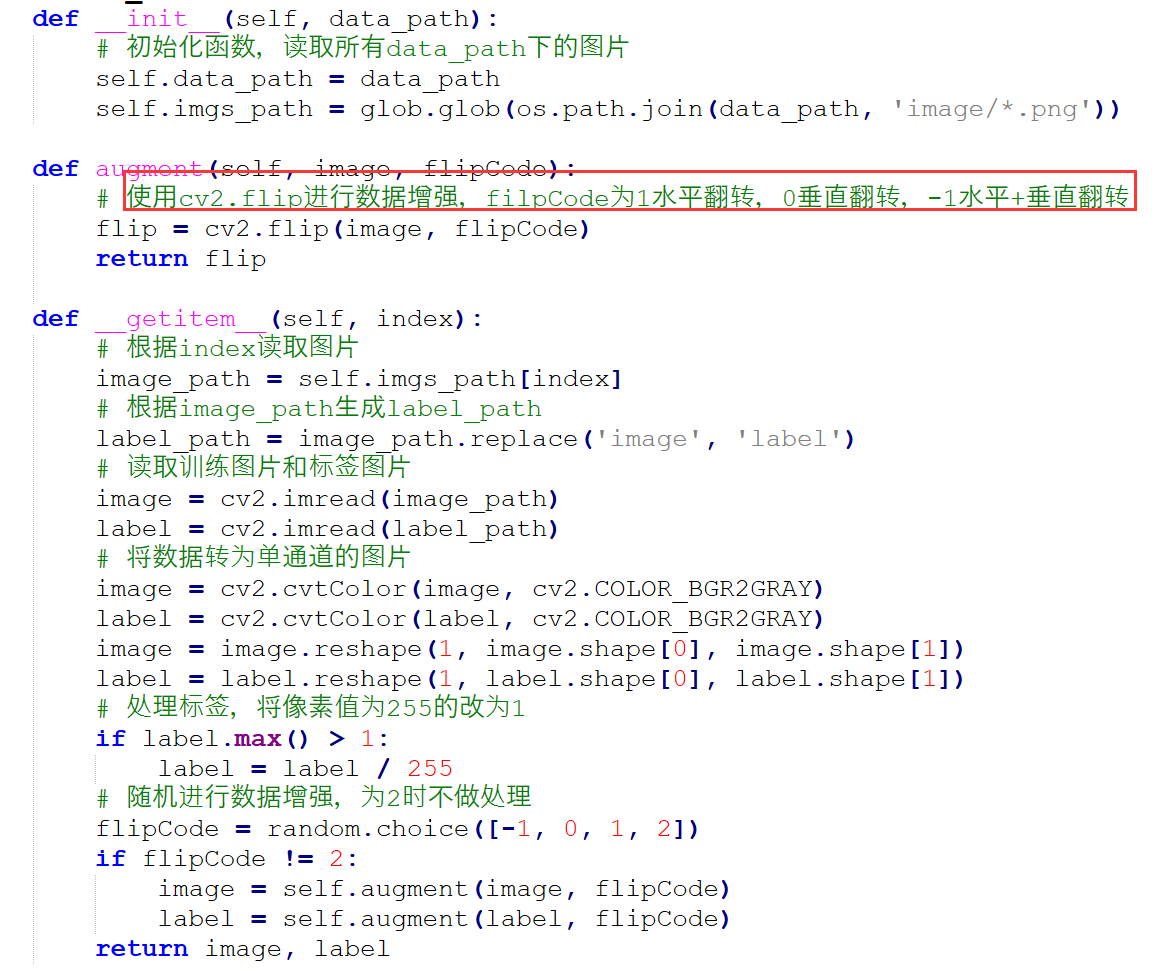 def __init__(self, data_path):
# 初始化函数，读取所有data_path下的图片
self.data_path = data_path
self.imgs_path = glob.glob(os.path.join(data_path, 'image/*.png'))
def augment(self, image, flipCode):
# 使用cv2.flip进行数据增强，filpCode为1水平翻转，0垂直翻转，-1水平+垂直翻转
flip = cv2.flip(image, flipCode)
return flip
def __getitem__(self, index):
# 根据index读取图片
image_path = self.imgs_path[index]
# 根据image_path生成label_path
label_path = image_path.replace('image', 'label')
# 读取训练图片和标签图片
image = cv2.imread(image_path)
label = cv2.imread(label_path)
# 将数据转为单通道的图片
image = cv2.cvtColor(image, cv2.COLOR_BGR2GRAY)
label = cv2.cvtColor(label, cv2.COLOR_BGR2GRAY)
image = image.reshape(1, image.shape[0], image.shape[1])
label = label.reshape(1, label.shape[0], label.shape[1])
# 处理标签，将像素值为255的改为1
if label.max() > 1:
label = label / 255
# 随机进行数据增强，为2时不做处理
flipCode = random.choice([-1, 0, 1, 2])
if flipCode != 2:
image = self.augment(image, flipCode)
label = self.augment(label, flipCode)
return image, label